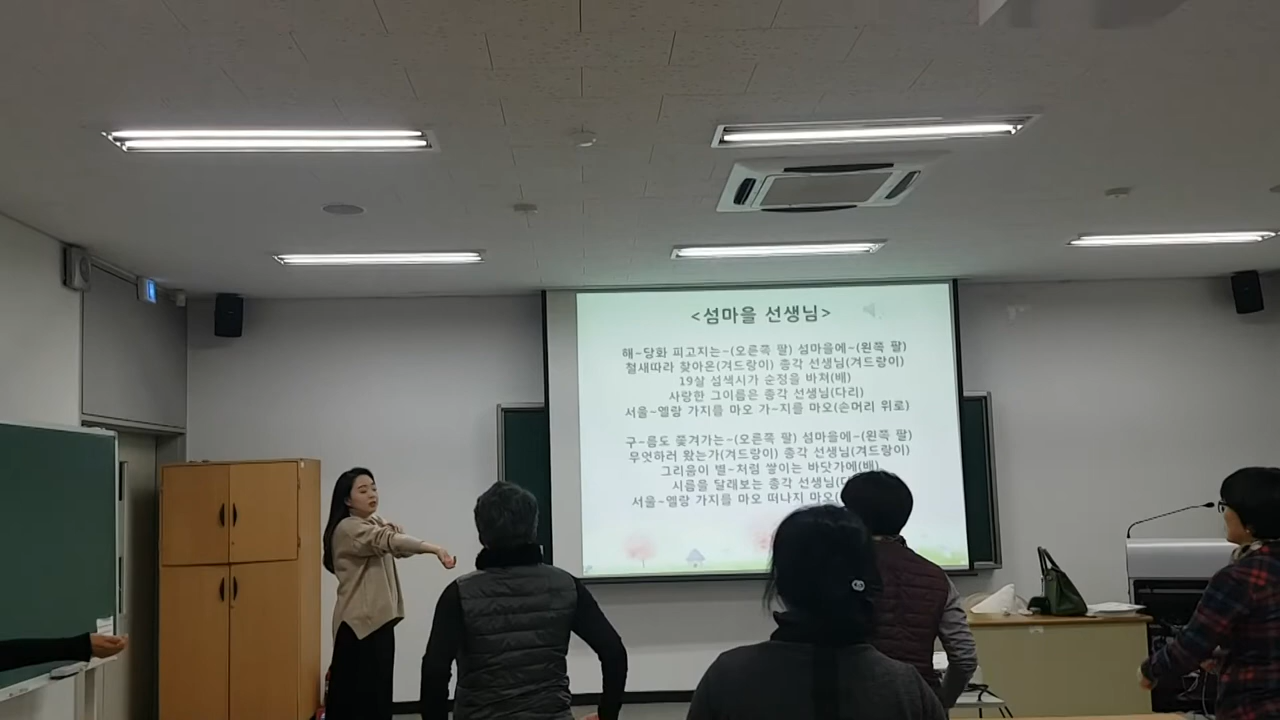 <섬마을 선생님>
해~당화 피고지는~(오른쪽 팔) 섬마을에~(왼쪽 팔)
철새따라 찾아온(겨드랑이) 총각 선생님(겨드랑이)
19살 섬색시가 순정을 바쳐(배)
사랑한 그이름은 총각 선생님(다리)
서울~엘랑 가지를 마오 가~지를 마오(손머리 위로)
구~름도 쫓겨가는~(오른쪽 팔) 섬마을에~(왼쪽 팔)
무엇하러 왔는가(겨드랑이) 총각 선생님(겨드랑이)
그리움이 별~처럼 쌓이는 바닷가에(배)
시름을 달래보는 총각 선생님(
서울~엘랑 가지를 마오 떠나지 마오(